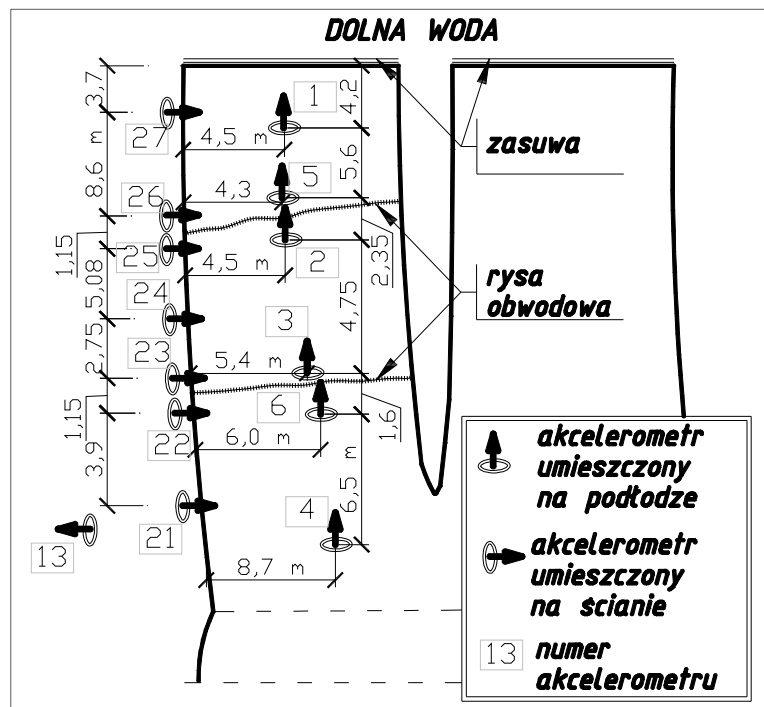 DOLNA WODA
3,7
8,6 m
1,15
5,08
2,75
1,15
3,9
27
26
25
24
23
22
21
13
1
4,5 m
5
4,3
2
4,5 m
3
5,4 m
6
6,0 m
4
8,7 m
4,2
5,6
2,35
4,75
1,6
6,5 m
zasuwa
rysa
obwodowa
akcelerometr
umieszczony
na podłodze
akcelerometr
umieszczony
na ścianie
13 numer
akcelerometru